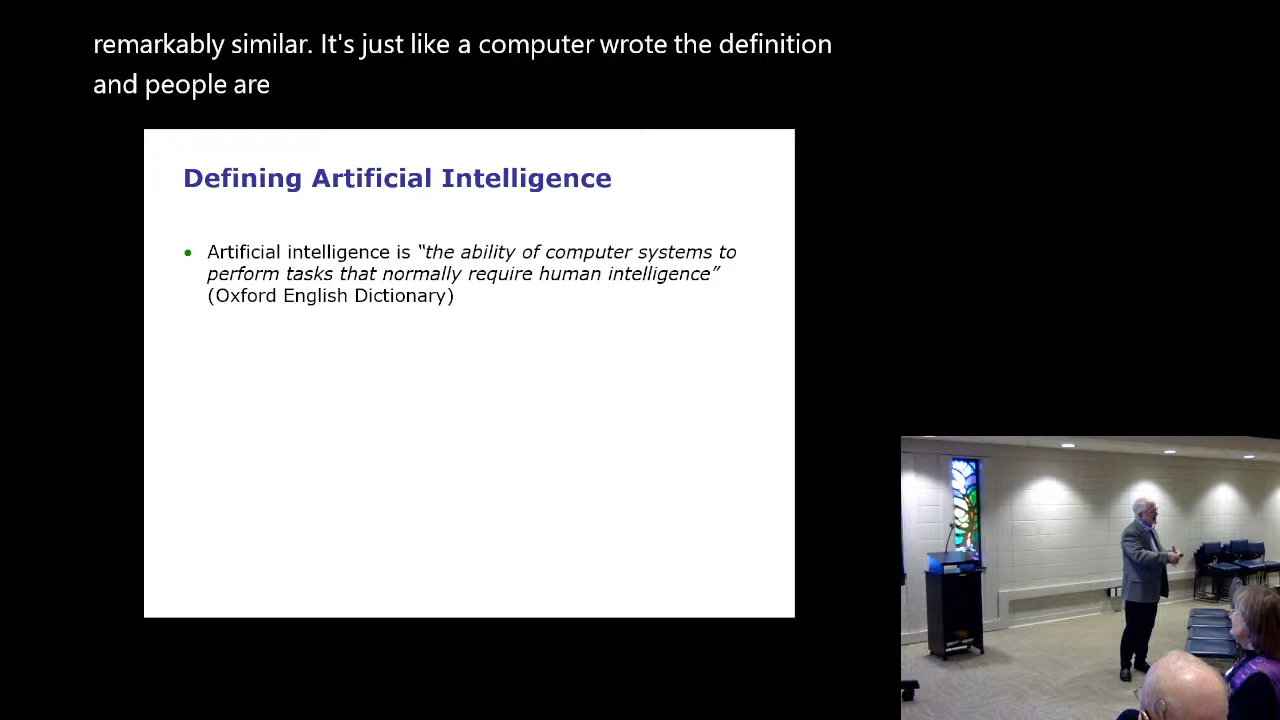 remarkably similar. It's just like a computer wrote the definition
and people are
Defining Artificial Intelligence
• Artificial intelligence is “the ability of computer systems to
perform tasks that normally require human intelligence”
(Oxford English Dictionary)